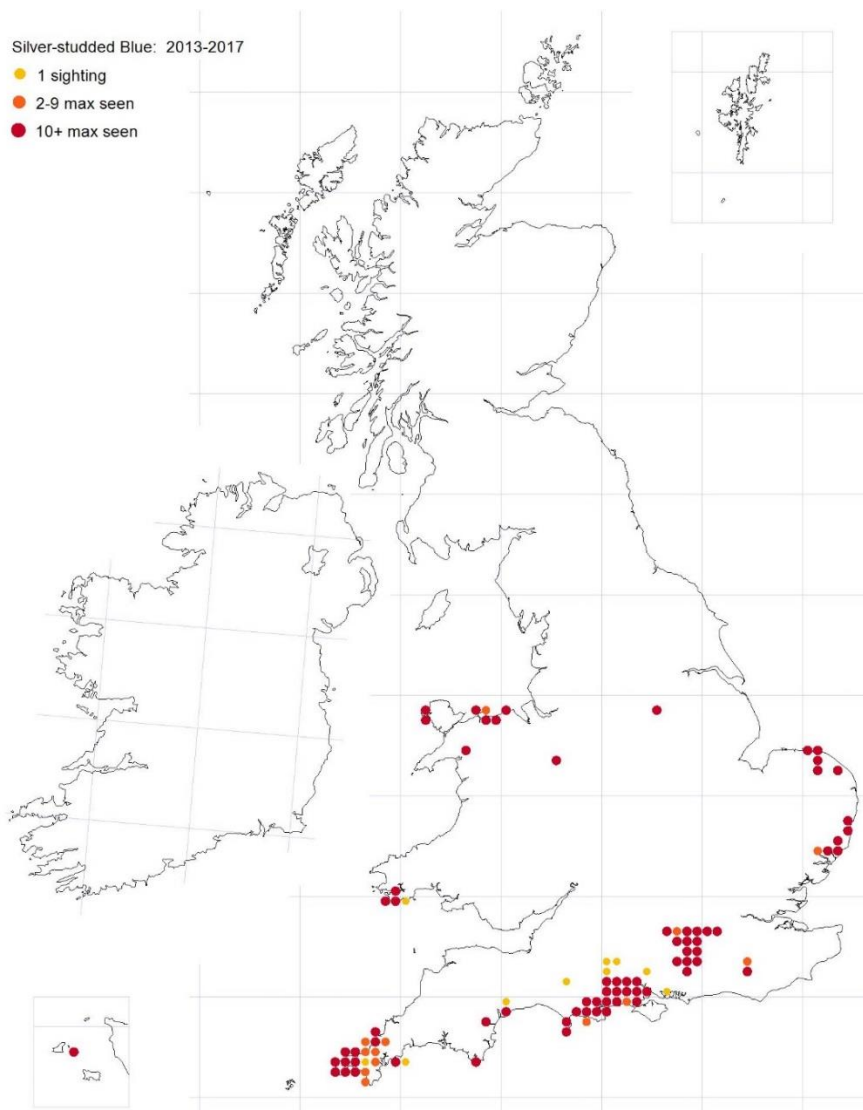 Silver-studded Blue: 2013-2017
1 sighting
2-9 max seen
10+ max seen